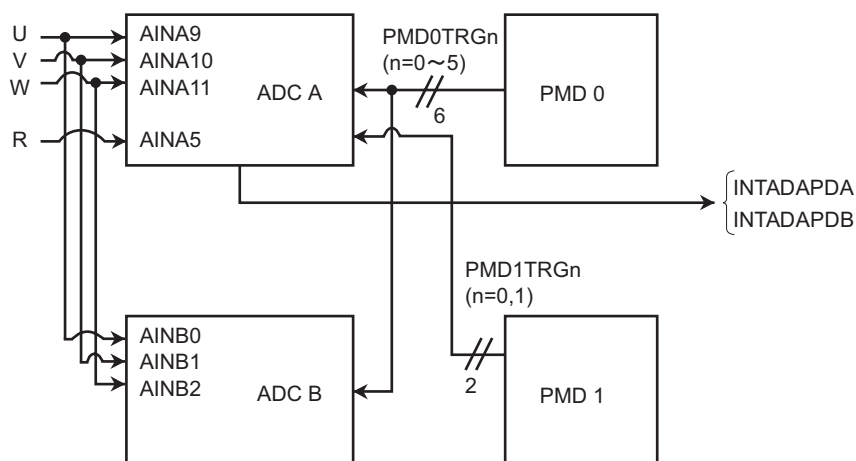 U
V
W
R
AINA9
AINA10
AINA11
AINA5
ADC A
PMD0TRGn
(n=0～5)
6
PMD 0
INTADAPDA
INTADAPDB
PMD1TRGn
(n=0,1)
2
PMD 1
AINB0
AINB1
AINB2
ADC B